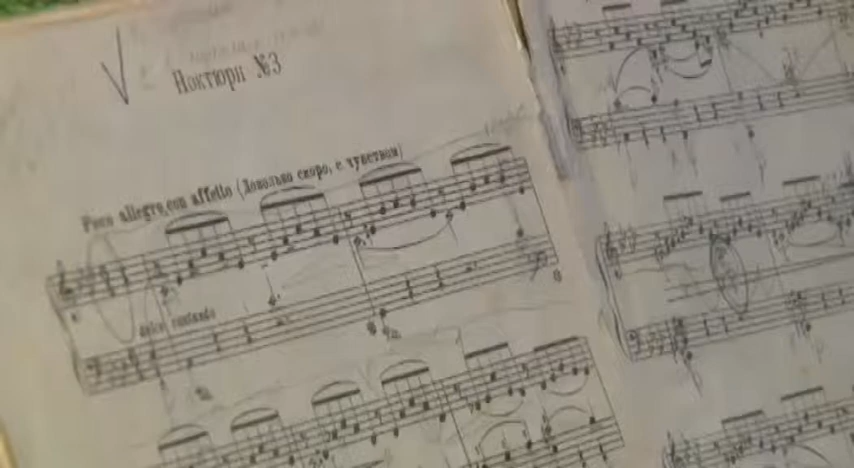 Ноктюрн №3
Poco allegro, con affetto (Довольно скоро, с чувством)
dolce cantando